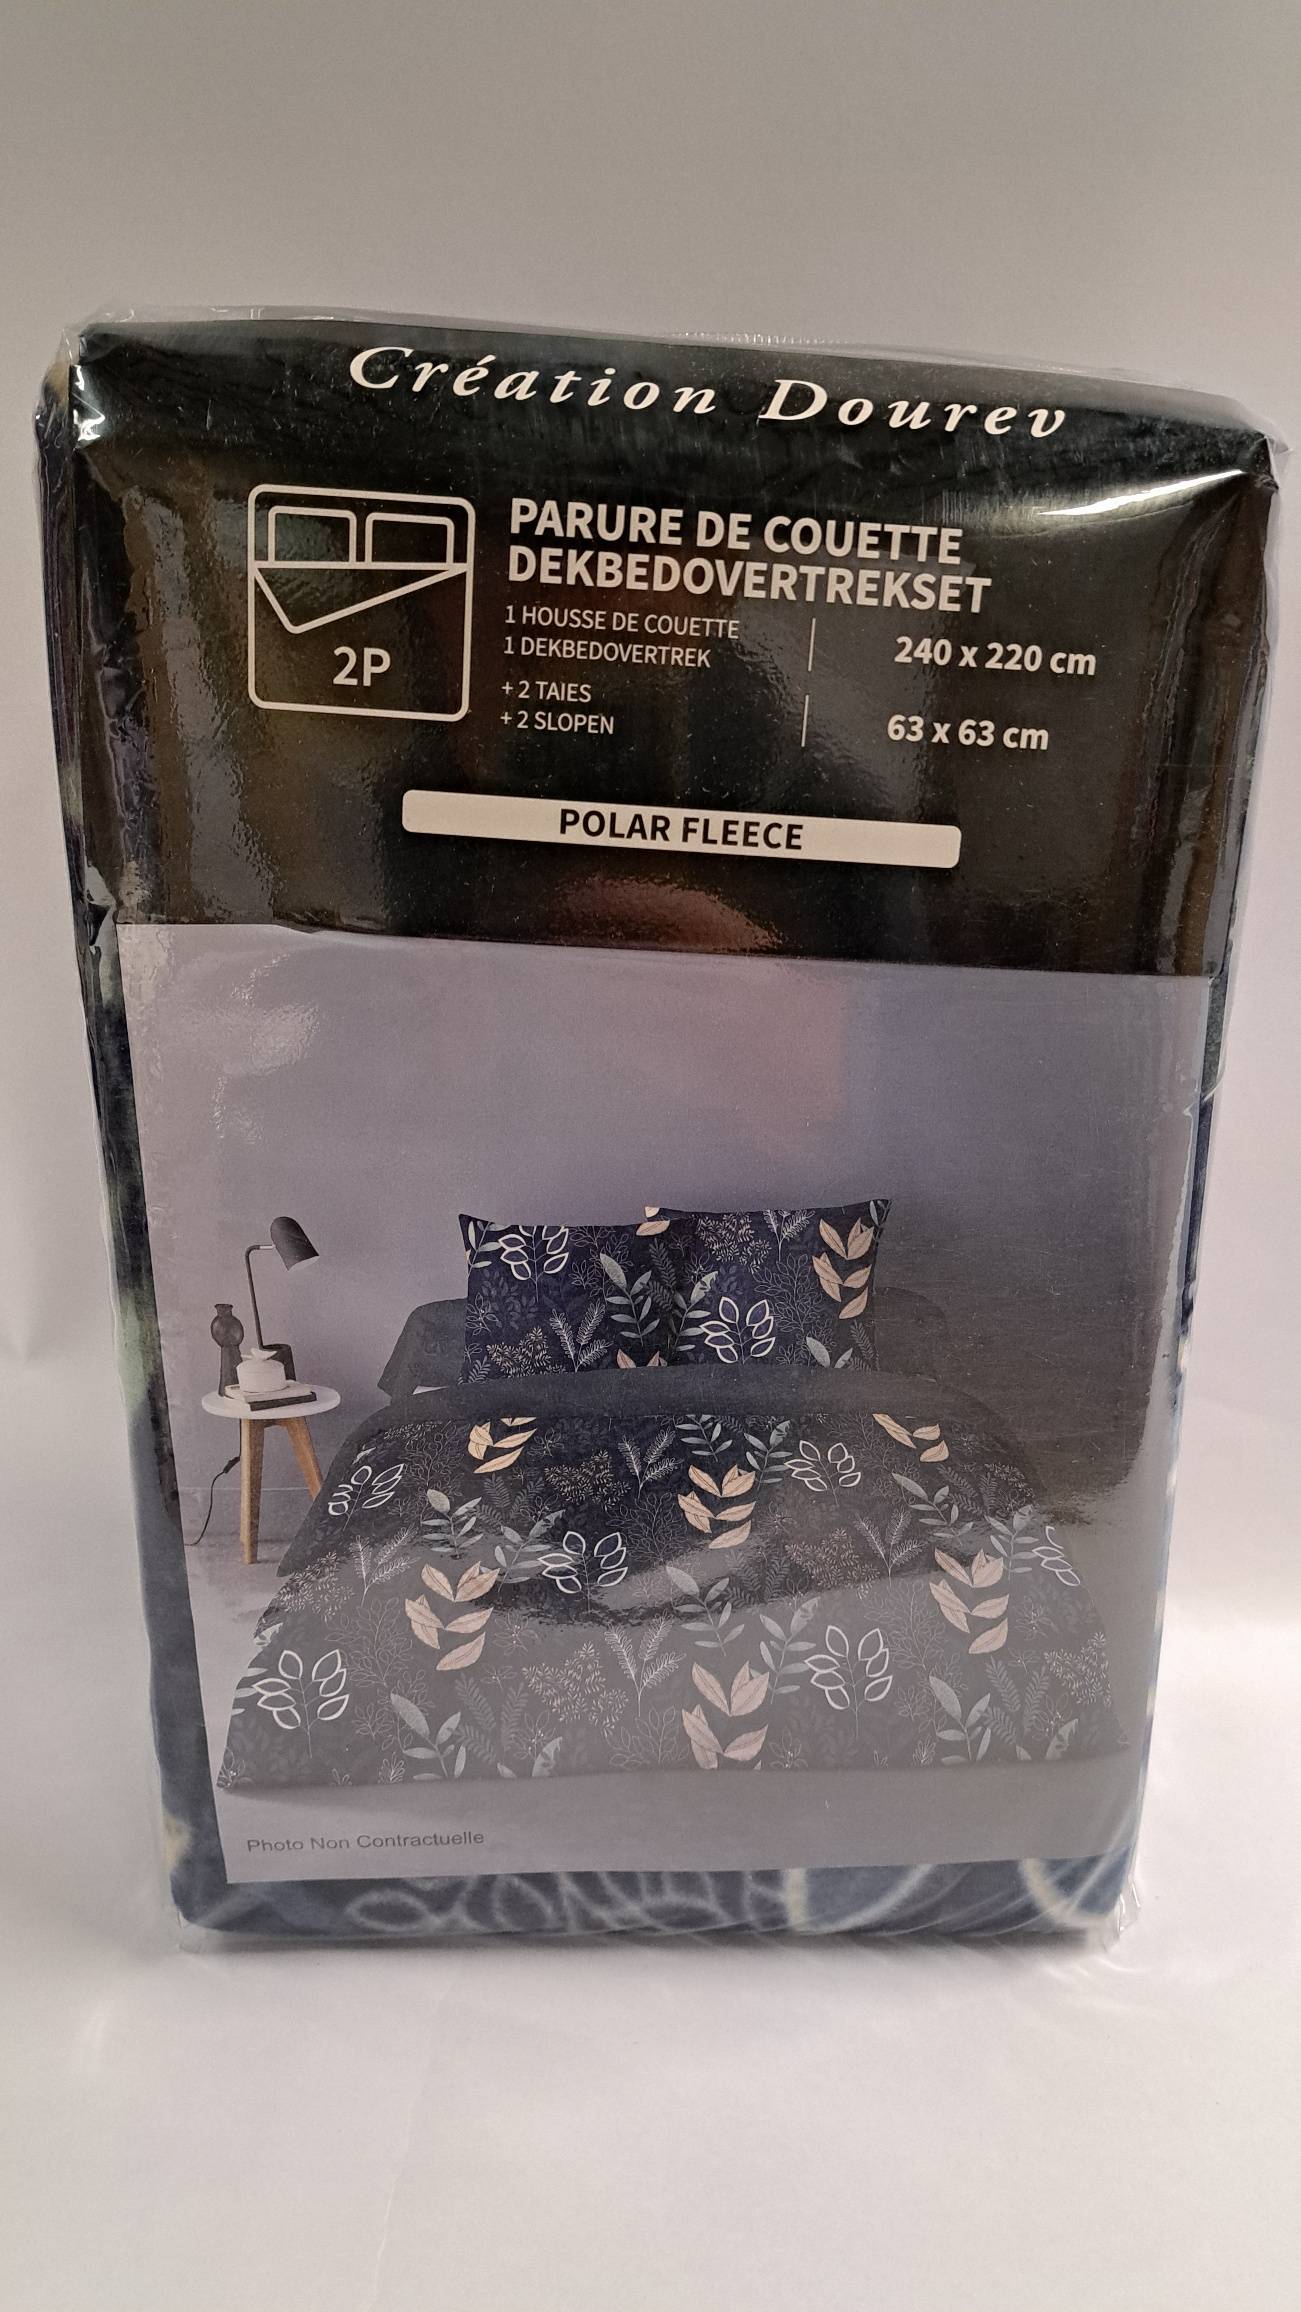 Création Dourev
2P
PARURE DE COUETTE
DEKBEDOVERTREKSET
1 HOUSSE DE COUETTE
1 DEKBEDOVERTREK
240 x 220 cm
+ 2 TAIES
+ 2 SLOPEN
63 x 63 cm
POLAR FLEECE
Photo Non Contractuelle